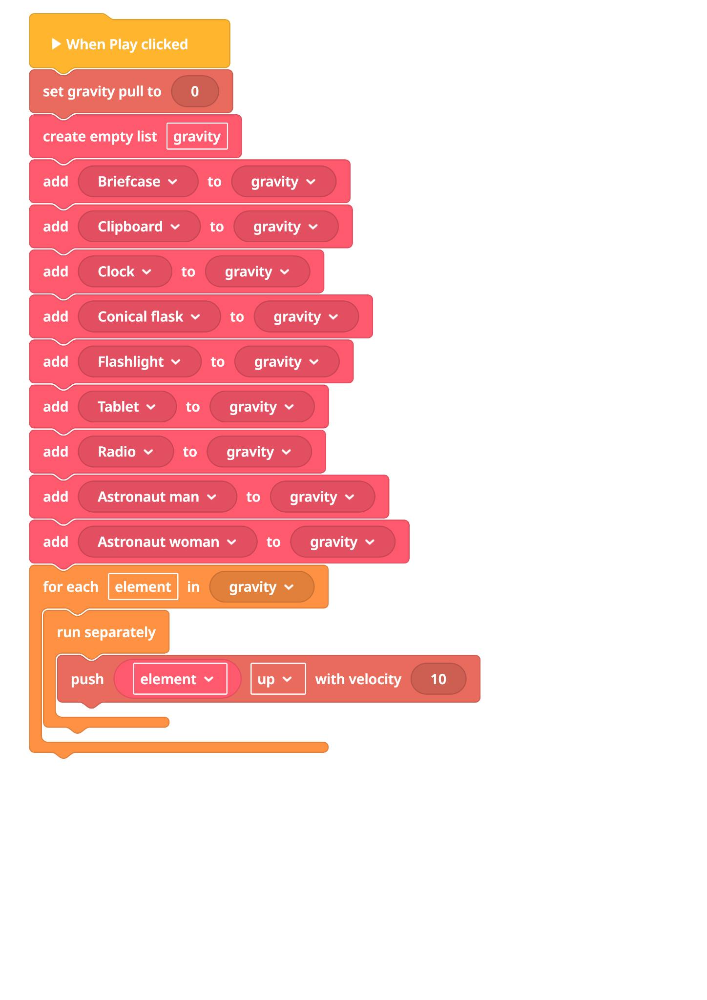 When Play clicked
set gravity pull to 0
create empty list gravity
add Briefcase to gravity
add Clipboard to gravity
add Clock to gravity
add Conical flask to gravity
add Flashlight to gravity
add Tablet to gravity
add Radio to gravity
add Astronaut man to gravity
add Astronaut woman to gravity
for each element in gravity
run separately
push element up with velocity 10